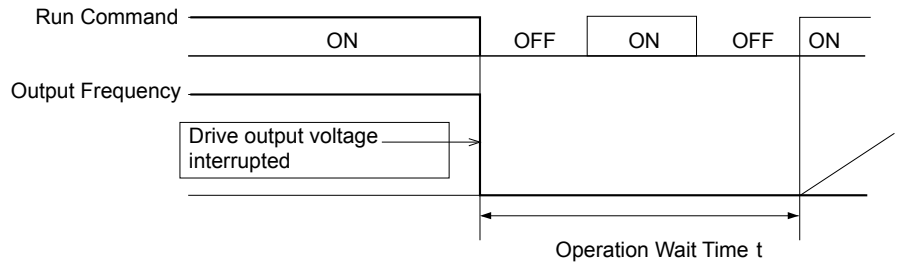 Run Command
ON OFF ON OFF ON
Output Frequency
Drive output voltage
interrupted
Operation Wait Time t